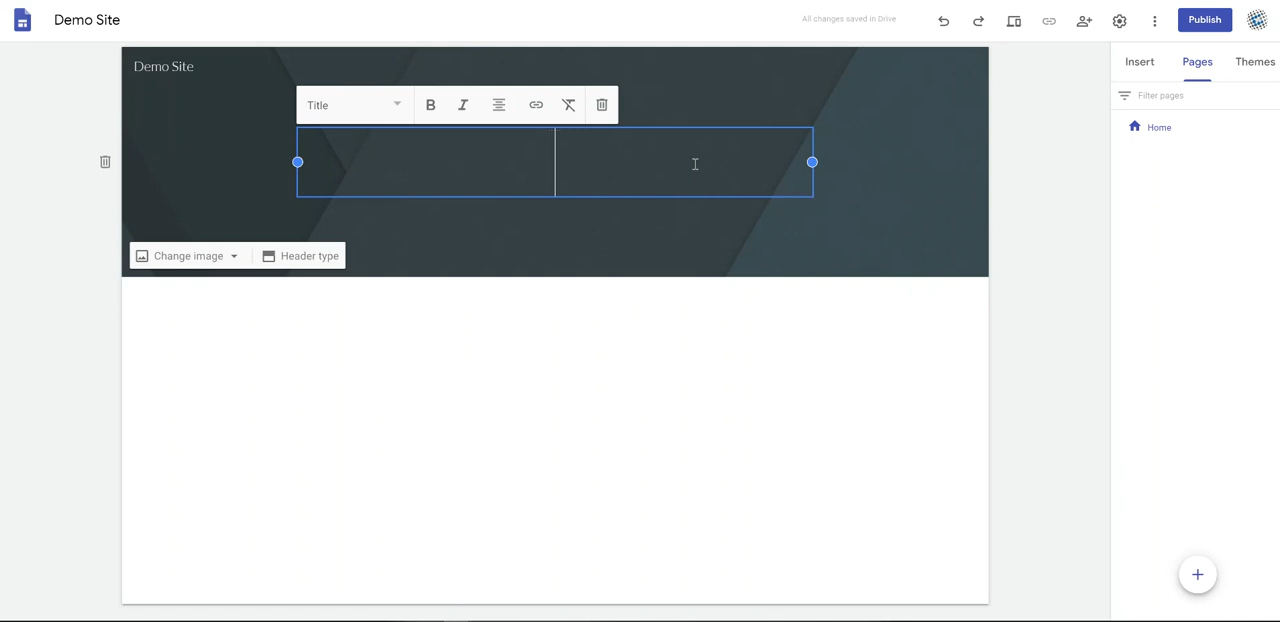 Demo Site
All changes saved in Drive
Publish
Insert
Pages
Themes
Demo Site
Filter pages
Title
B
I
Home
Change image
Header type